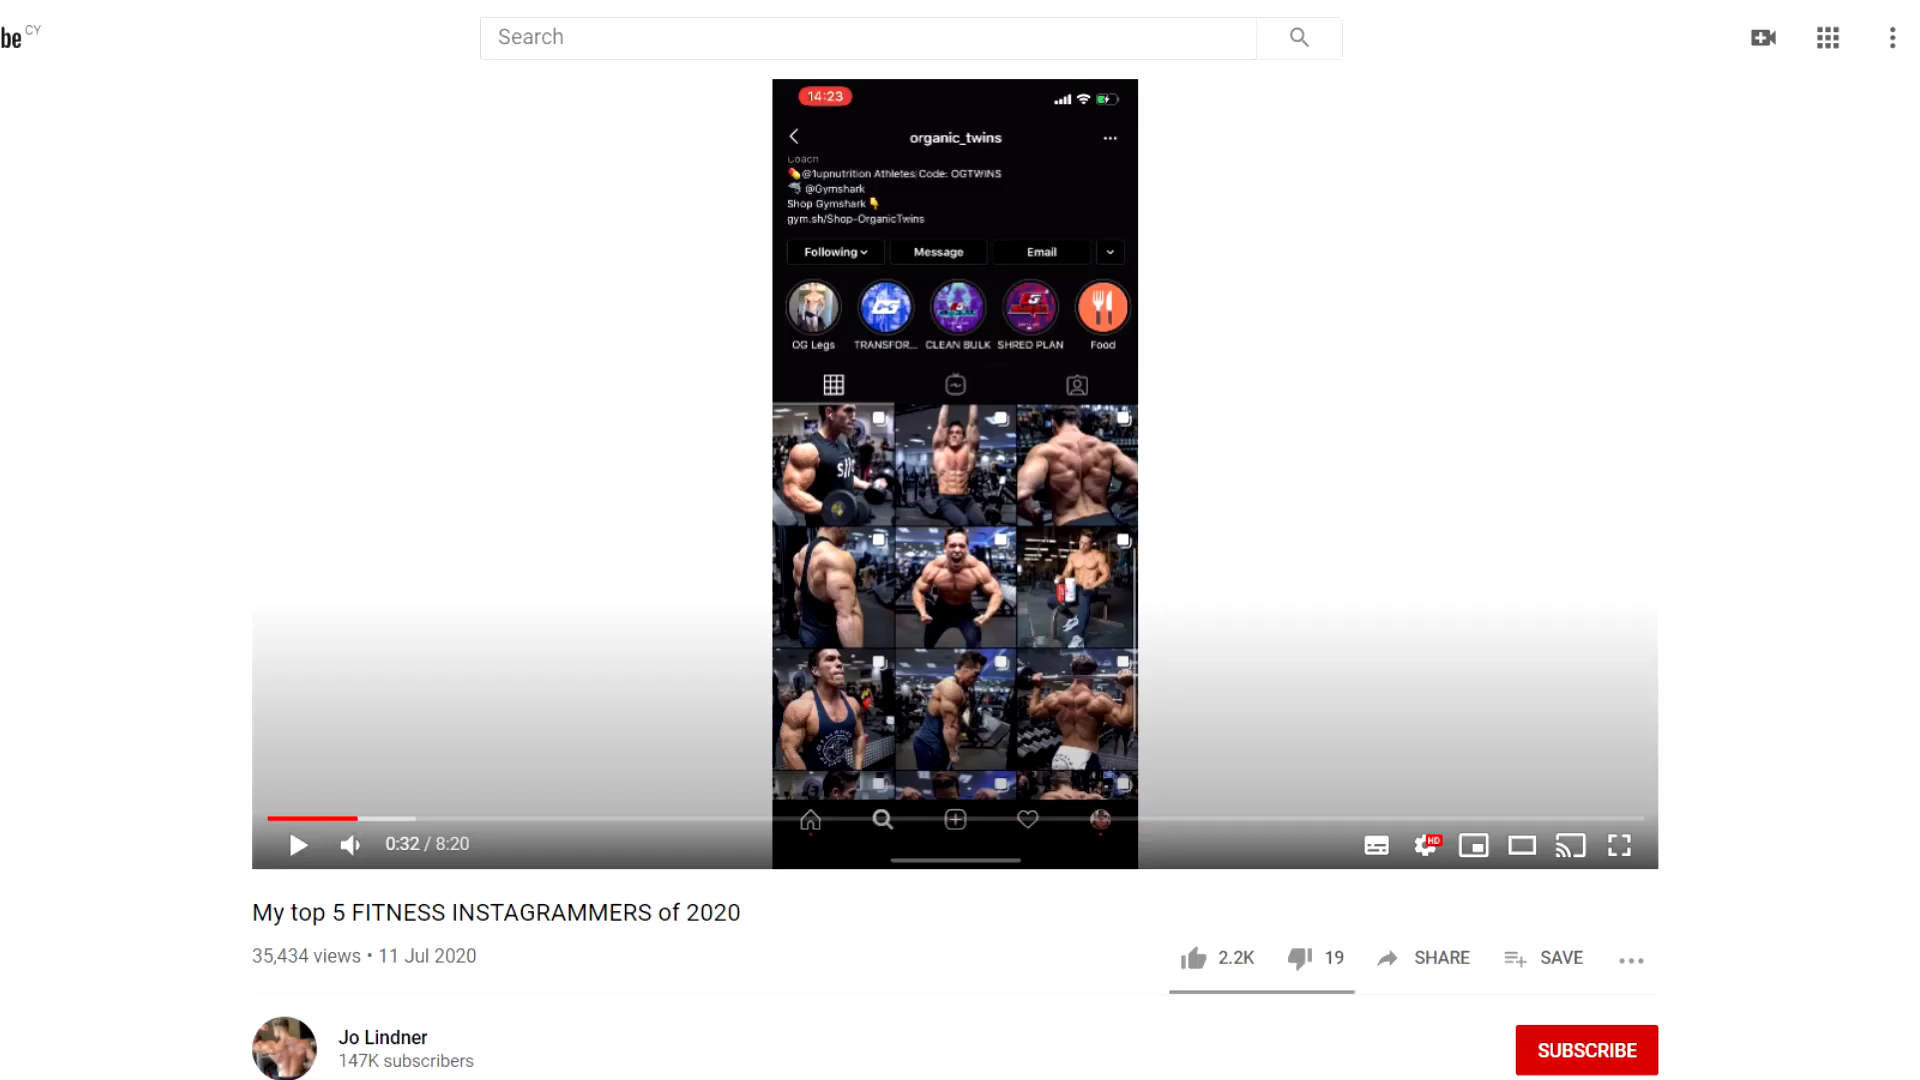 be CY
Search
14:23
organic_twins
Coach
@1upnutrition Athletes|Code: OGTWINS
@Gymshark
Shop Gymshark
gym.sh/Shop-OrganicTwins
Following
Message
Email
OG Legs
TRANSFOR...
CLEAN BULK
SHRED PLAN
Food
HD
0:32 / 8:20
My top 5 FITNESS INSTAGRAMMERS of 2020
35,434 views • 11 Jul 2020
2.2K
19
SHARE
SAVE
Jo Lindner
147K subscribers
SUBSCRIBE